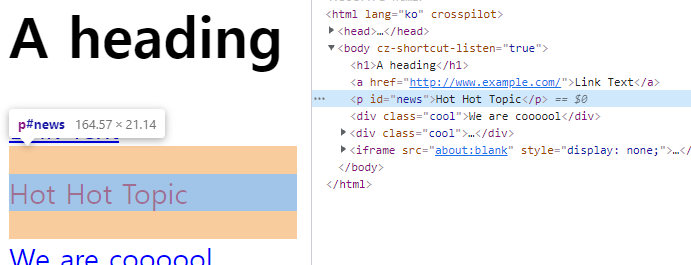 A heading
p#news 164.57 × 21.14
Hot Hot Topic
We are coooool
<html lang="ko" crosspilot>
<head>…</head>
<body cz-shortcut-listen="true">
<h1>A heading</h1>
<a href="http://www.example.com/">Link Text</a>
<p id="news">Hot Hot Topic</p> == $0
<div class="cool">We are coooool</div>
<div class="cool">…</div>
<iframe src="about:blank" style="display: none;">…</
</body>
</html>